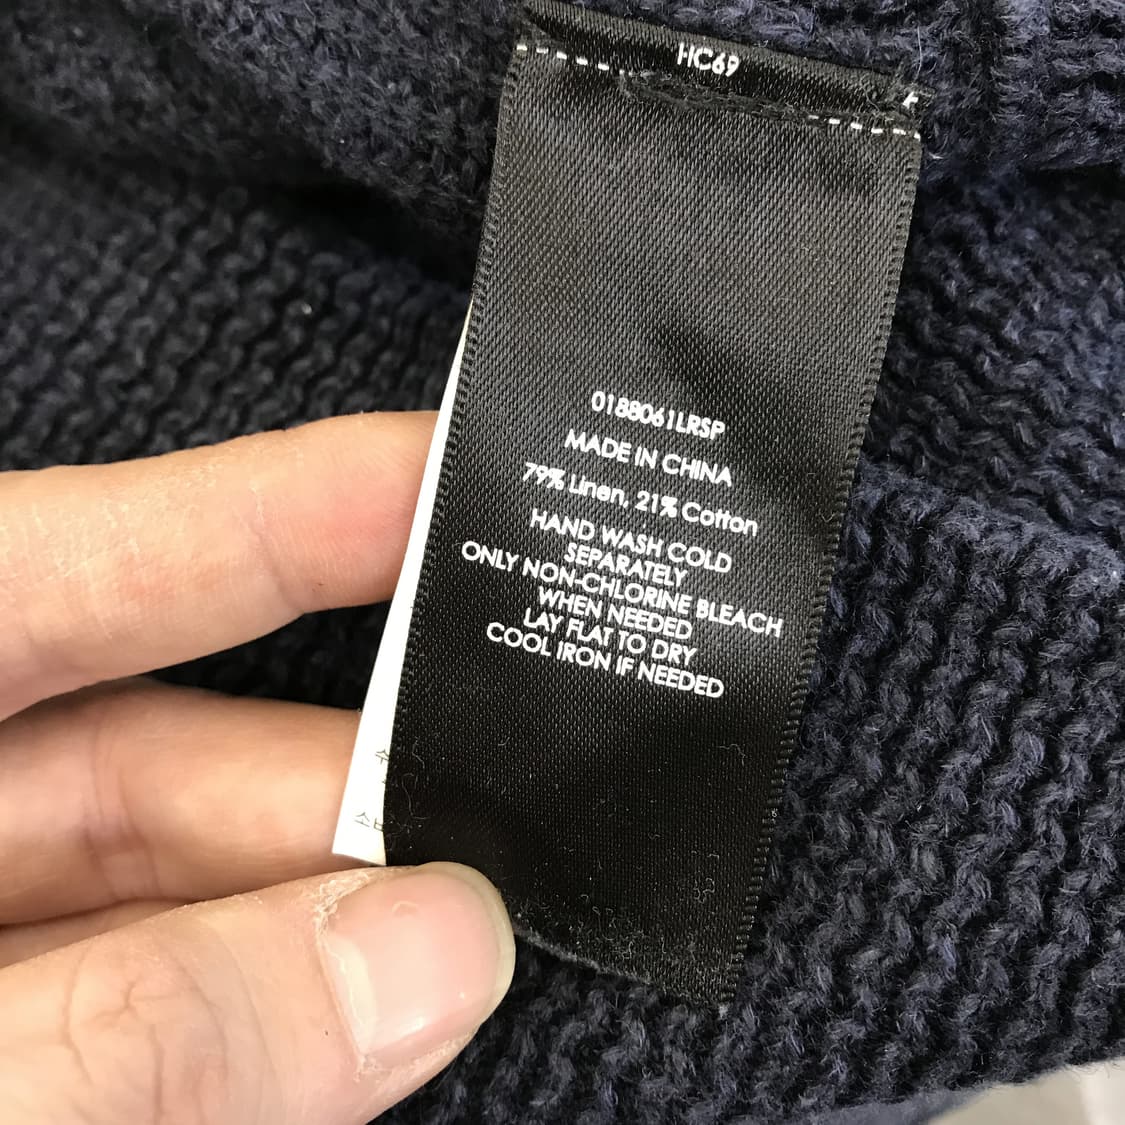 HC69
0188061LRSP
MADE IN CHINA
79% Linen, 21% Cotton
HAND WASH COLD
SEPARATELY
ONLY NON-CHLORINE BLEACH
WHEN NEEDED
LAY FLAT TO DRY
COOL IRON IF NEEDED